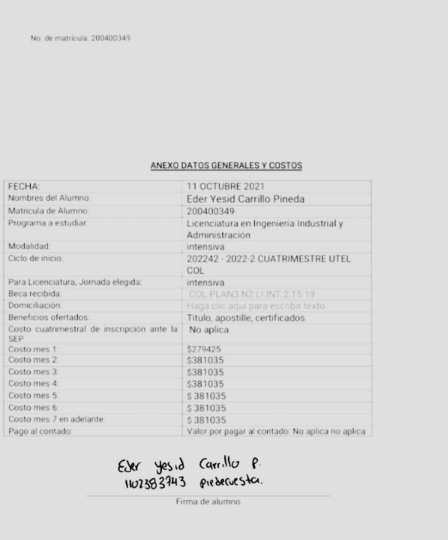 No. de matrícula 200400349
ANEXO DATOS GENERALES Y COSTOS
FECHA: 11 OCTUBRE 2021
Nombres del Alumno: Eder Yesid Carrillo Pineda
Matricula de Alumno: 200400349
Programa a estudiar: Licenciatura en Ingenieria Industrial y
Administración
Modalidad: intensiva
Ciclo de inicio: 202242 - 2022-2 CUATRIMESTRE UTEL
COL
Para Licenciatura, Jornada elegida: intensiva
Beca recibida: COL PLAN3 N2 LI INT 2 15 19
Domiciliación: Haga clic aquí para escribir texto.
Beneficios ofertados: Titulo, apostille, certificados
Costo cuatrimestral de inscripción ante la No aplica
SEP
Costo mes 1: $279425
Costo mes 2: $381035
Costo mes 3: $381035
Costo mes 4: $381035
Costo mes 5: $ 381035
Costo mes 6: $ 381035
Costo mes 7 en adelante: $ 381035
Pago al contado: Valor por pagar al contado: No aplica no aplica
Eder yesid Carrillo P.
1102383743 piedecuesta.
Firma de alumno